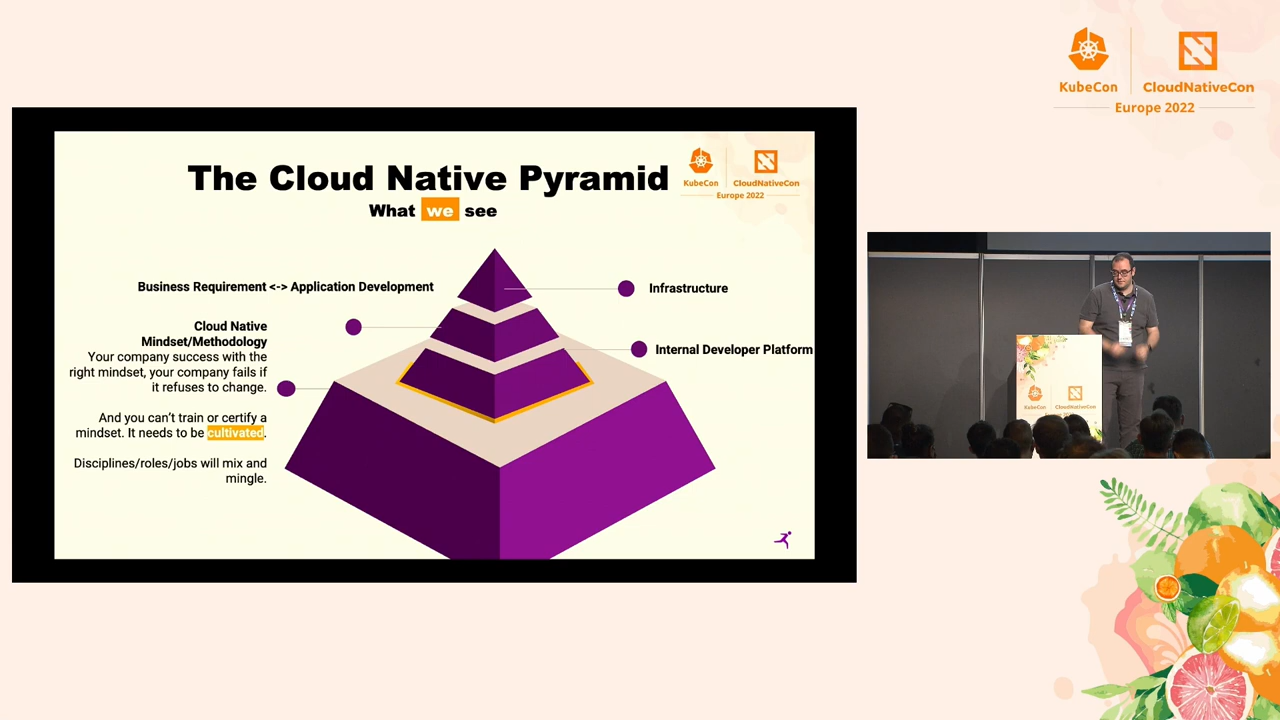 KubeCon
CloudNativeCon
Europe 2022
The Cloud Native Pyramid
KubeCon
CloudNativeCon
Europe 2022
What we see
Business Requirement <-> Application Development
Infrastructure
Cloud Native
Mindset/Methodology
Your company success with the
right mindset, your company fails if
it refuses to change.
And you can't train or certify a
mindset. It needs to be cultivated.
Disciplines/roles/jobs will mix and
mingle.
Internal Developer Platform
KubeCon
CloudNativeCon